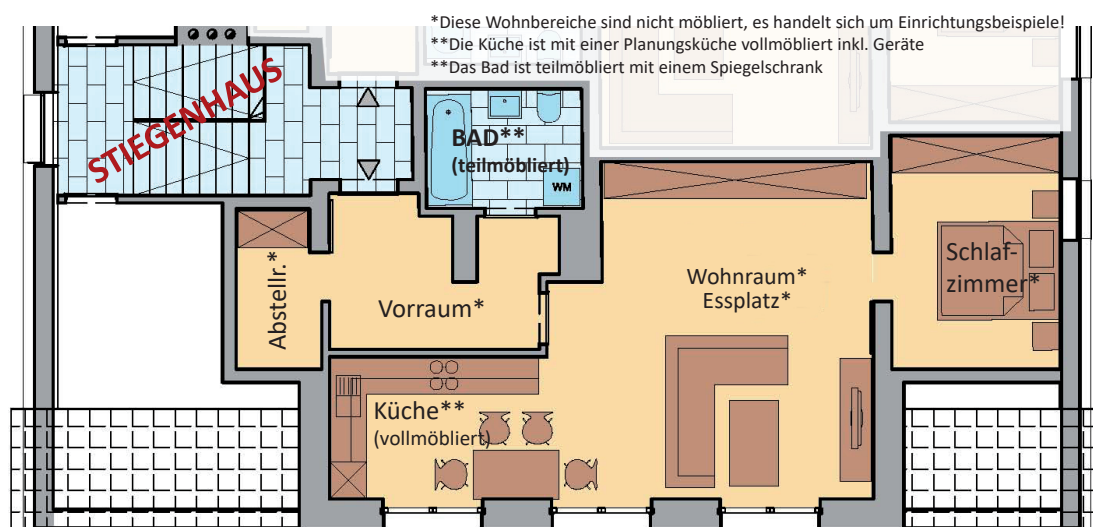 *Diese Wohnbereiche sind nicht möbliert, es handelt sich um Einrichtungsbeispiele!
**Die Küche ist mit einer Planungsküche vollmöbliert inkl. Geräte
**Das Bad ist teilmöbliert mit einem Spiegelschrank
STIEGENHAUS
BAD**
(teilmöbliert)
WM
Abstellr.*
Vorraum*
Wohnraum*
Essplatz*
Schlaf-
zimmer*
Küche**
(vollmöbliert)